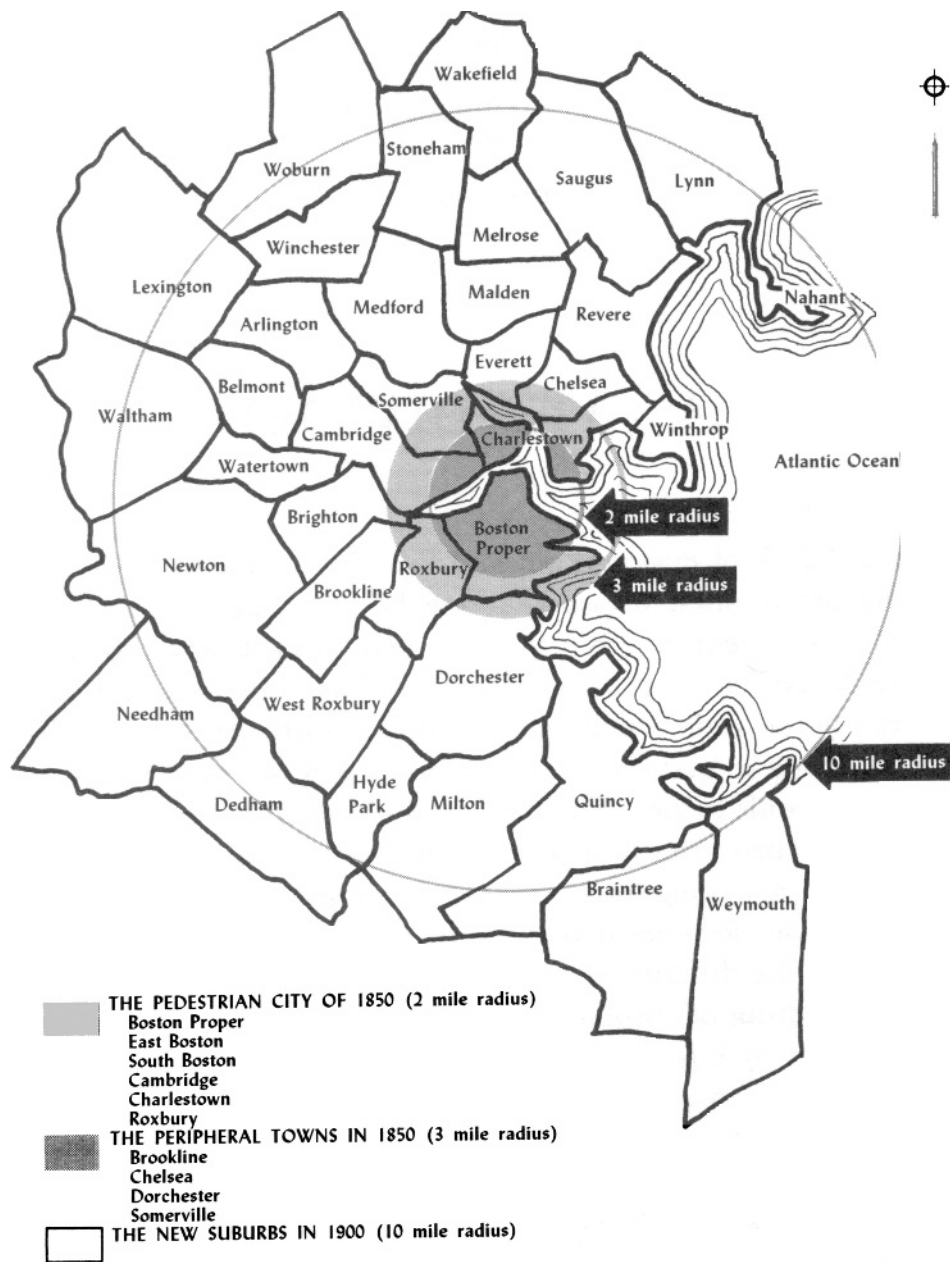 Wakefield
Stoneham
Woburn
Saugus
Lynn
Melrose
Winchester
Lexington
Nahant
Medford
Malden
Revere
Arlington
Everett
Belmont
Chelsea
Somerville
Waltham
Winthrop
Cambridge
Charlestown
Watertown
Atlantic Ocean
2 mile radius
Brighton
Boston
Proper
Newton
Roxbury
3 mile radius
Brookline
Dorchester
West Roxbury
Needham
10 mile radius
Hyde
Park
Dedham
Milton
Quincy
Braintree
Weymouth
THE PEDESTRIAN CITY OF 1850 (2 mile radius)
Boston Proper
East Boston
South Boston
Cambridge
Charlestown
Roxbury
THE PERIPHERAL TOWNS IN 1850 (3 mile radius)
Brookline
Chelsea
Dorchester
Somerville
THE NEW SUBURBS IN 1900 (10 mile radius)